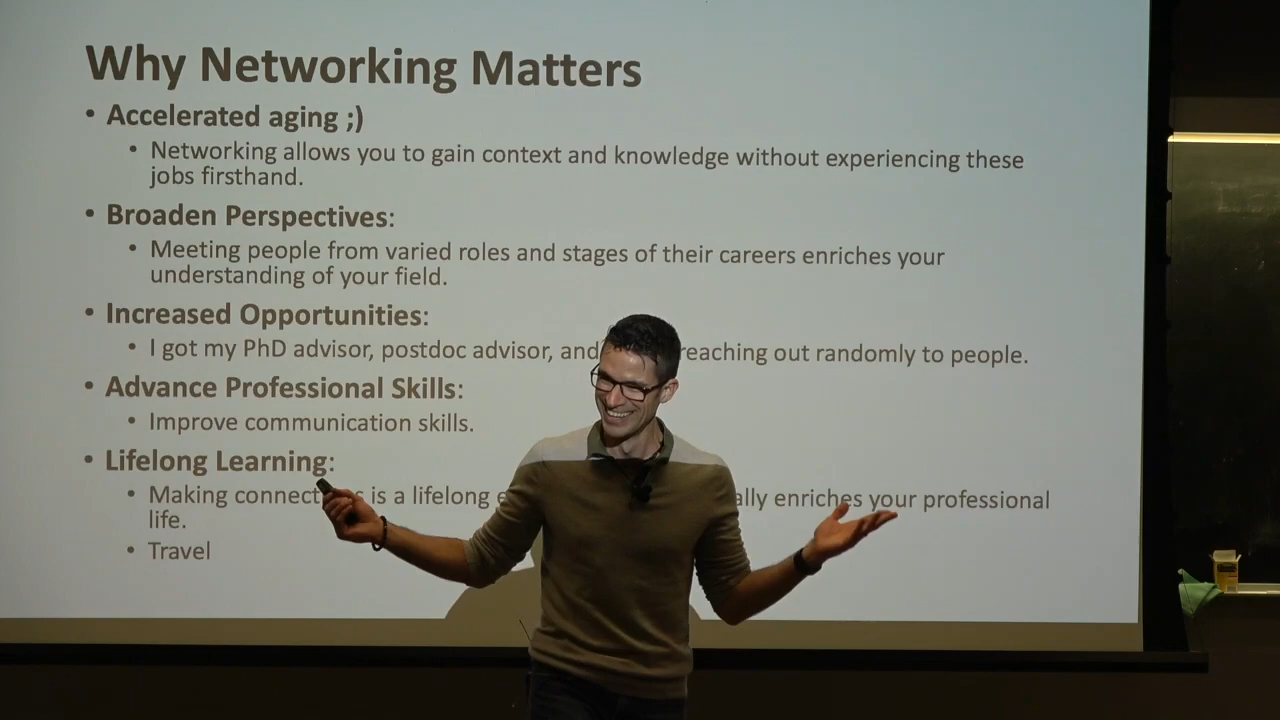 Why Networking Matters
• Accelerated aging ;)
• Networking allows you to gain context and knowledge without experiencing these
jobs firsthand.
• Broaden Perspectives:
• Meeting people from varied roles and stages of their careers enriches your
understanding of your field.
• Increased Opportunities:
• I got my PhD advisor, postdoc advisor, and reaching out randomly to people.
• Advance Professional Skills:
• Improve communication skills.
• Lifelong Learning:
• Making is a lifelong enriches your professional
life.
• Travel